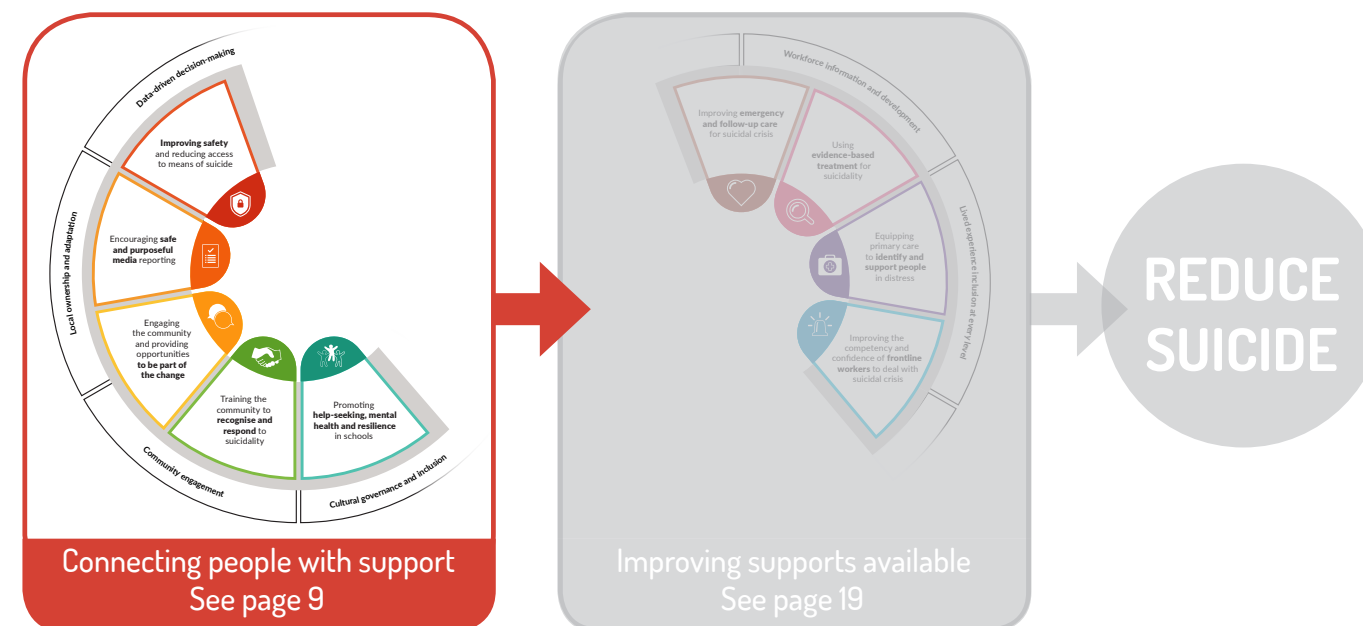 Data-driven decision-making
Improving safety
and reducing access
to means of suicide
Local ownership and adaptation
Encouraging safe
and purposeful
media reporting
Engaging
the community
and providing
opportunities
to be part of
the change
Community engagement
Training the
community to
recognise and
respond to
suicidality
Promoting
help-seeking, mental
health and resilience
in schools
Cultural governance and inclusion
Connecting people with support
See page 9
Workforce information and development
Improving emergency
and follow-up care
for suicidal crisis
Using
evidence-based
treatment for
suicidality
Lived experience inclusion at every level
Equipping
primary care
to identify and
support people
in distress
Improving the
competency and
confidence of frontline
workers to deal with
suicidal crisis
Improving supports available
See page 19
REDUCE
SUICIDE